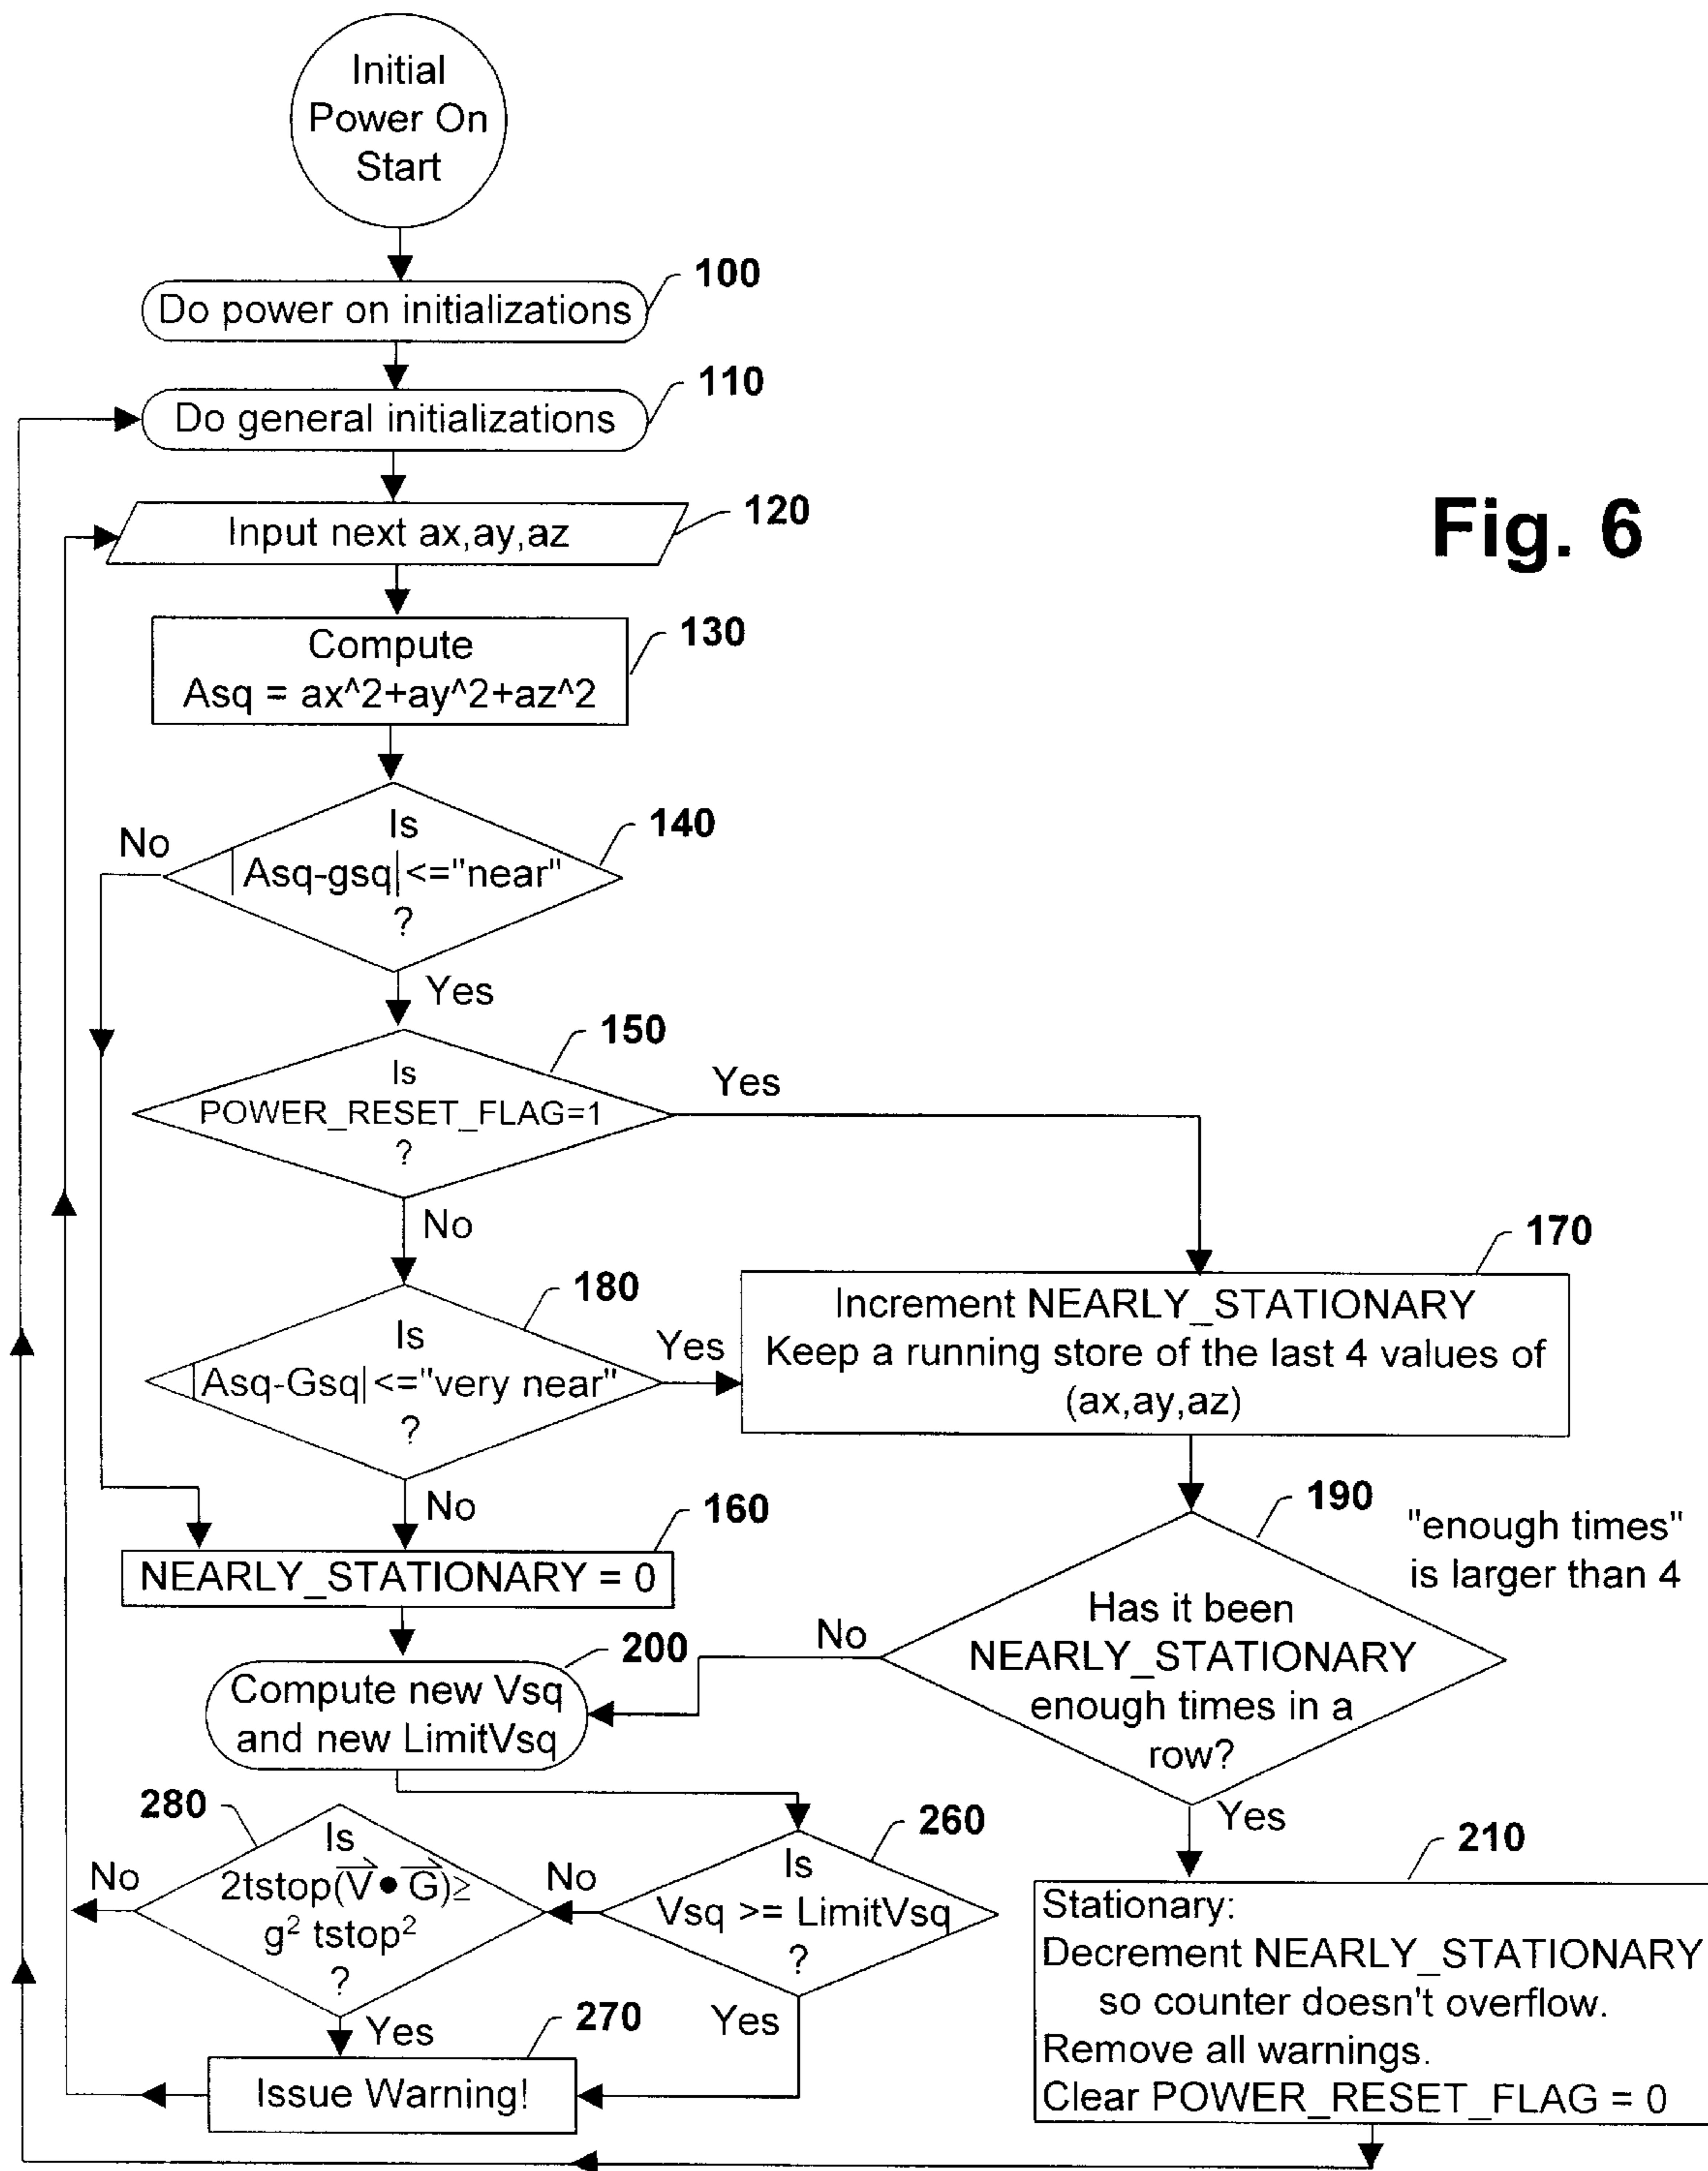 Initial
Power On
Start
100
Do power on initializations
110
Do general initializations
120
Input next ax,ay,az
Fig. 6
130
Compute
Asq = ax^2+ay^2+az^2
140
No
Is
|Asq-gsq|<="near"
?
Yes
150
Is
POWER_RESET_FLAG=1
?
Yes
No
170
Increment NEARLY_STATIONARY
Keep a running store of the last 4 values of
(ax,ay,az)
180
Is
|Asq-Gsq|<="very near"
?
Yes
No
160
NEARLY_STATIONARY = 0
190
"enough times"
is larger than 4
Has it been
NEARLY_STATIONARY
enough times in a
row?
No
Yes
200
Compute new Vsq
and new LimitVsq
280
Is
2tstop(V⃗ ● G⃗)≥
g² tstop²
?
No
Yes
260
Is
Vsq >= LimitVsq
?
No
Yes
270
Issue Warning!
210
Stationary:
Decrement NEARLY_STATIONARY
so counter doesn't overflow.
Remove all warnings.
Clear POWER_RESET_FLAG = 0